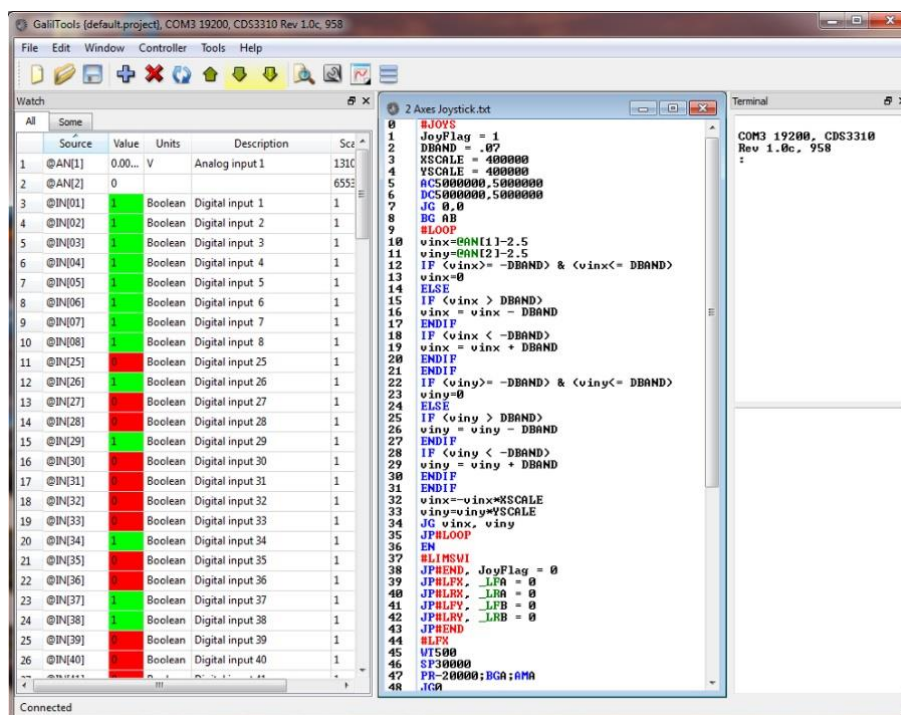 GalilTools {default.project}, COM3 19200, CDS3310 Rev 1.0c, 958
File Edit Window Controller Tools Help
Watch
All Some
Source Value Units Description Sca
1 @AN[1] 0.00... V Analog input 1 1310
2 @AN[2] 0 6553
3 @IN[01] 1 Boolean Digital input 1 1
4 @IN[02] 1 Boolean Digital input 2 1
5 @IN[03] 1 Boolean Digital input 3 1
6 @IN[04] 1 Boolean Digital input 4 1
7 @IN[05] 1 Boolean Digital input 5 1
8 @IN[06] 1 Boolean Digital input 6 1
9 @IN[07] 1 Boolean Digital input 7 1
10 @IN[08] 1 Boolean Digital input 8 1
11 @IN[25] 0 Boolean Digital input 25 1
12 @IN[26] 1 Boolean Digital input 26 1
13 @IN[27] 0 Boolean Digital input 27 1
14 @IN[28] 0 Boolean Digital input 28 1
15 @IN[29] 1 Boolean Digital input 29 1
16 @IN[30] 0 Boolean Digital input 30 1
17 @IN[31] 0 Boolean Digital input 31 1
18 @IN[32] 0 Boolean Digital input 32 1
19 @IN[33] 0 Boolean Digital input 33 1
20 @IN[34] 1 Boolean Digital input 34 1
21 @IN[35] 0 Boolean Digital input 35 1
22 @IN[36] 0 Boolean Digital input 36 1
23 @IN[37] 1 Boolean Digital input 37 1
24 @IN[38] 1 Boolean Digital input 38 1
25 @IN[39] 0 Boolean Digital input 39 1
26 @IN[40] 0 Boolean Digital input 40 1
Connected
2 Axes Joystick.txt
0 #JOYS
1 JoyFlag = 1
2 DBAND = .07
3 XSCALE = 400000
4 YSCALE = 400000
5 AC5000000,5000000
6 DC5000000,5000000
7 JG 0,0
8 BG AB
9 #LOOP
10 vinx=@AN[1]-2.5
11 viny=@AN[2]-2.5
12 IF (vinx>= -DBAND) & (vinx<= DBAND)
13 vinx=0
14 ELSE
15 IF (vinx > DBAND)
16 vinx = vinx - DBAND
17 ENDIF
18 IF (vinx < -DBAND)
19 vinx = vinx + DBAND
20 ENDIF
21 ENDIF
22 IF (viny>= -DBAND) & (viny<= DBAND)
23 viny=0
24 ELSE
25 IF (viny > DBAND)
26 viny = viny - DBAND
27 ENDIF
28 IF (viny < -DBAND)
29 viny = viny + DBAND
30 ENDIF
31 ENDIF
32 vinx=-vinx*XSCALE
33 viny=viny*YSCALE
34 JG vinx, viny
35 JP#LOOP
36 EN
37 #LIMSWI
38 JP#END, JoyFlag = 0
39 JP#LFX, _LFA = 0
40 JP#LRX, _LRA = 0
41 JP#LFY, _LFB = 0
42 JP#LRY, _LRB = 0
43 JP#END
44 #LFX
45 WT500
46 SP30000
47 PR-20000;BGA;AMA
48 JG0
Terminal
COM3 19200, CDS3310
Rev 1.0c, 958
: